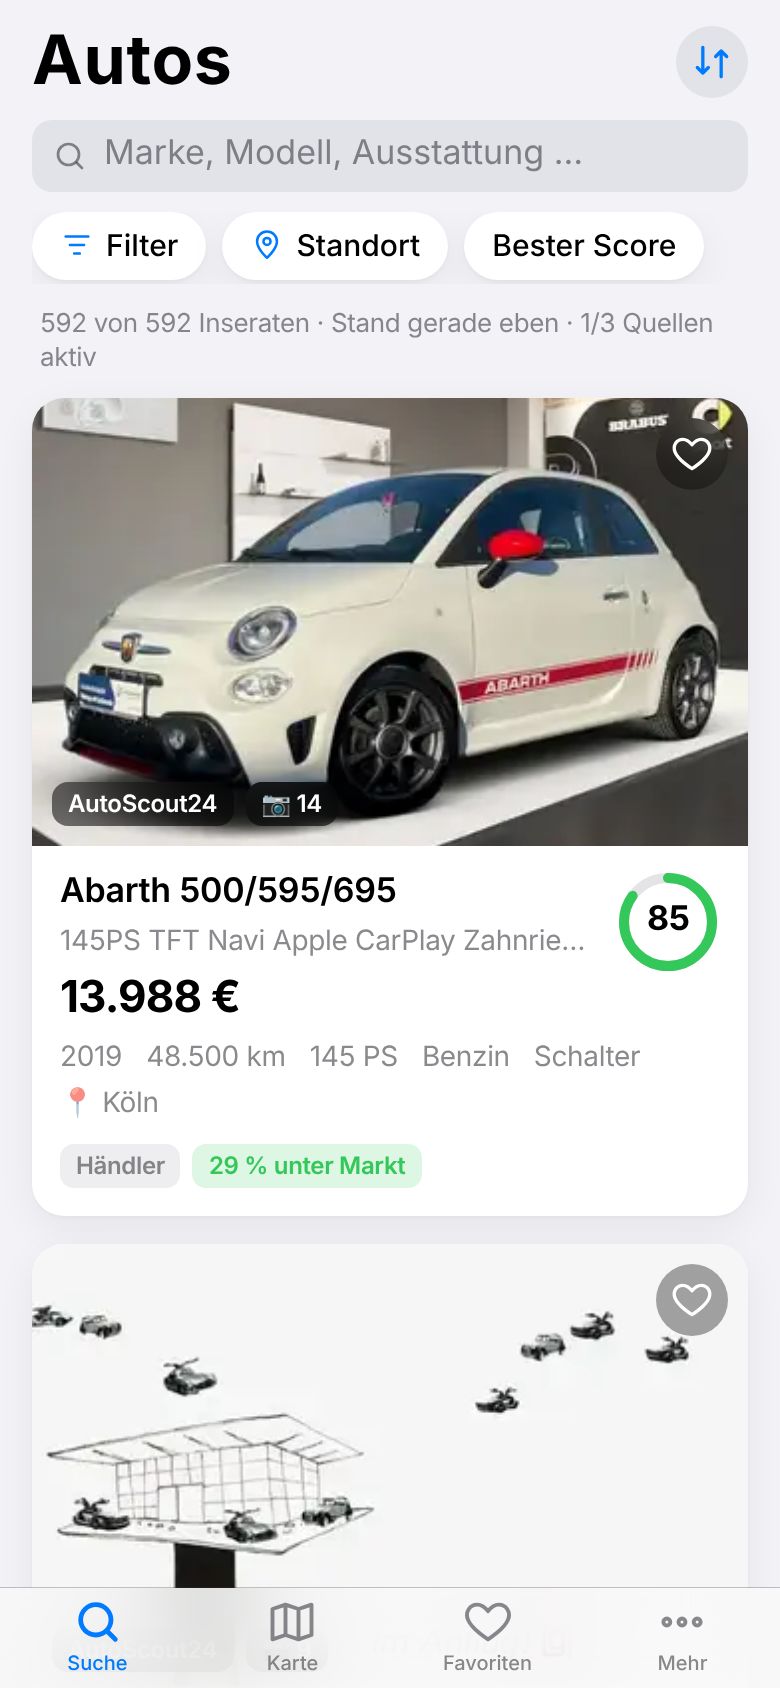 Autos
Marke, Modell, Ausstattung ...
Filter
Standort
Bester Score
592 von 592 Inseraten · Stand gerade eben · 1/3 Quellen
aktiv
BRABUS
ABARTH
AutoScout24
14
Abarth 500/595/695
85
145PS TFT Navi Apple CarPlay Zahnrie...
13.988 €
2019 48.500 km 145 PS Benzin Schalter
Köln
Händler
29 % unter Markt
AutoScout24
Suche
Karte
Favoriten
Mehr